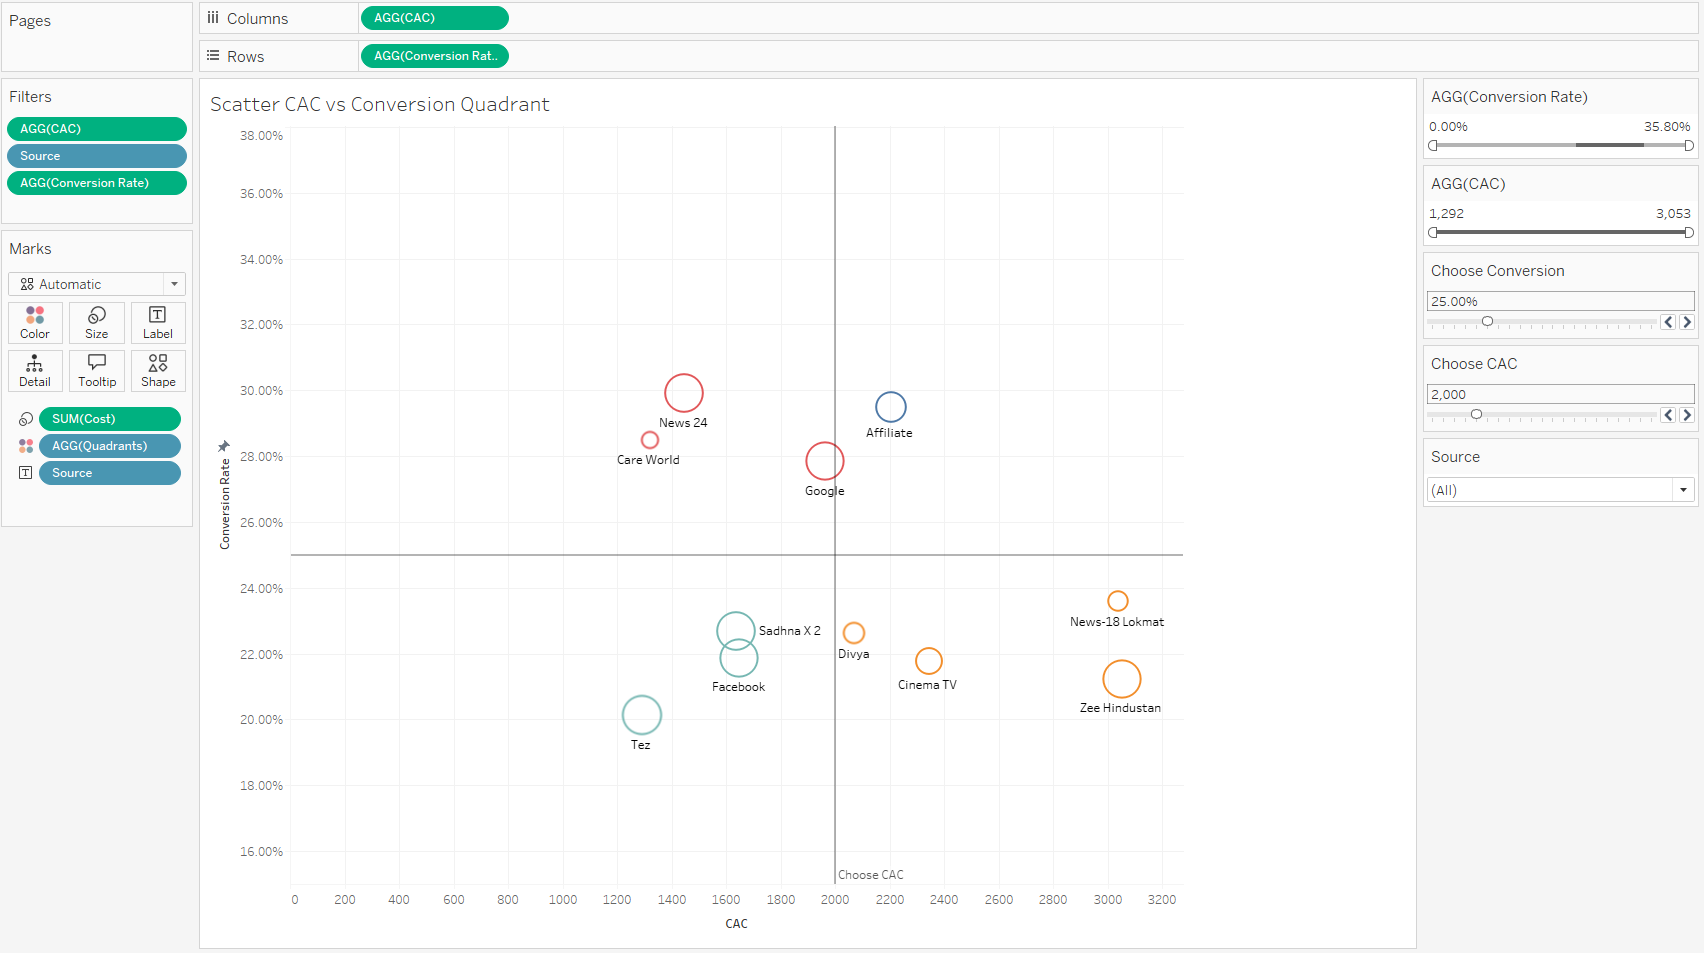 Pages
Columns
AGG(CAC)
Rows
AGG(Conversion Rat..
Filters
AGG(CAC)
Source
AGG(Conversion Rate)
Marks
Automatic
Color
Size
Label
Detail
Tooltip
Shape
SUM(Cost)
AGG(Quadrants)
Source
Scatter CAC vs Conversion Quadrant
38.00%
36.00%
34.00%
32.00%
30.00%
28.00%
26.00%
24.00%
22.00%
20.00%
18.00%
16.00%
Conversion Rate
News 24
Affiliate
Care World
Google
News-18 Lokmat
Sadhna X 2
Divya
Facebook
Cinema TV
Zee Hindustan
Tez
Choose CAC
0 200 400 600 800 1000 1200 1400 1600 1800 2000 2200 2400 2600 2800 3000 3200
CAC
AGG(Conversion Rate)
0.00% 35.80%
AGG(CAC)
1,292 3,053
Choose Conversion
25.00%
Choose CAC
2,000
Source
(All)